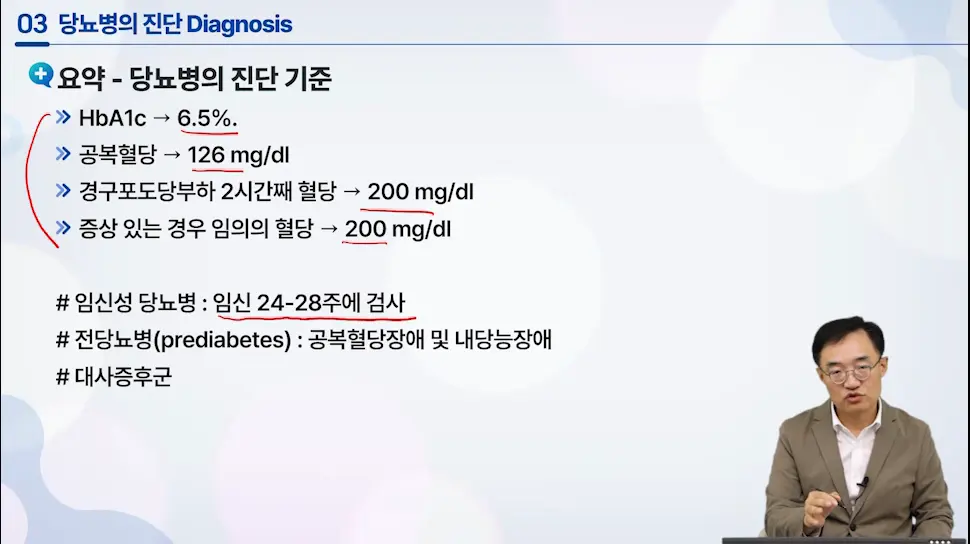 03 당뇨병의 진단 Diagnosis
요약 - 당뇨병의 진단 기준
HbA1c → 6.5%.
공복혈당 → 126 mg/dl
경구포도당부하 2시간째 혈당 → 200 mg/dl
증상 있는 경우 임의의 혈당 → 200 mg/dl
# 임신성 당뇨병 : 임신 24-28주에 검사
# 전당뇨병(prediabetes) : 공복혈당장애 및 내당능장애
# 대사증후군